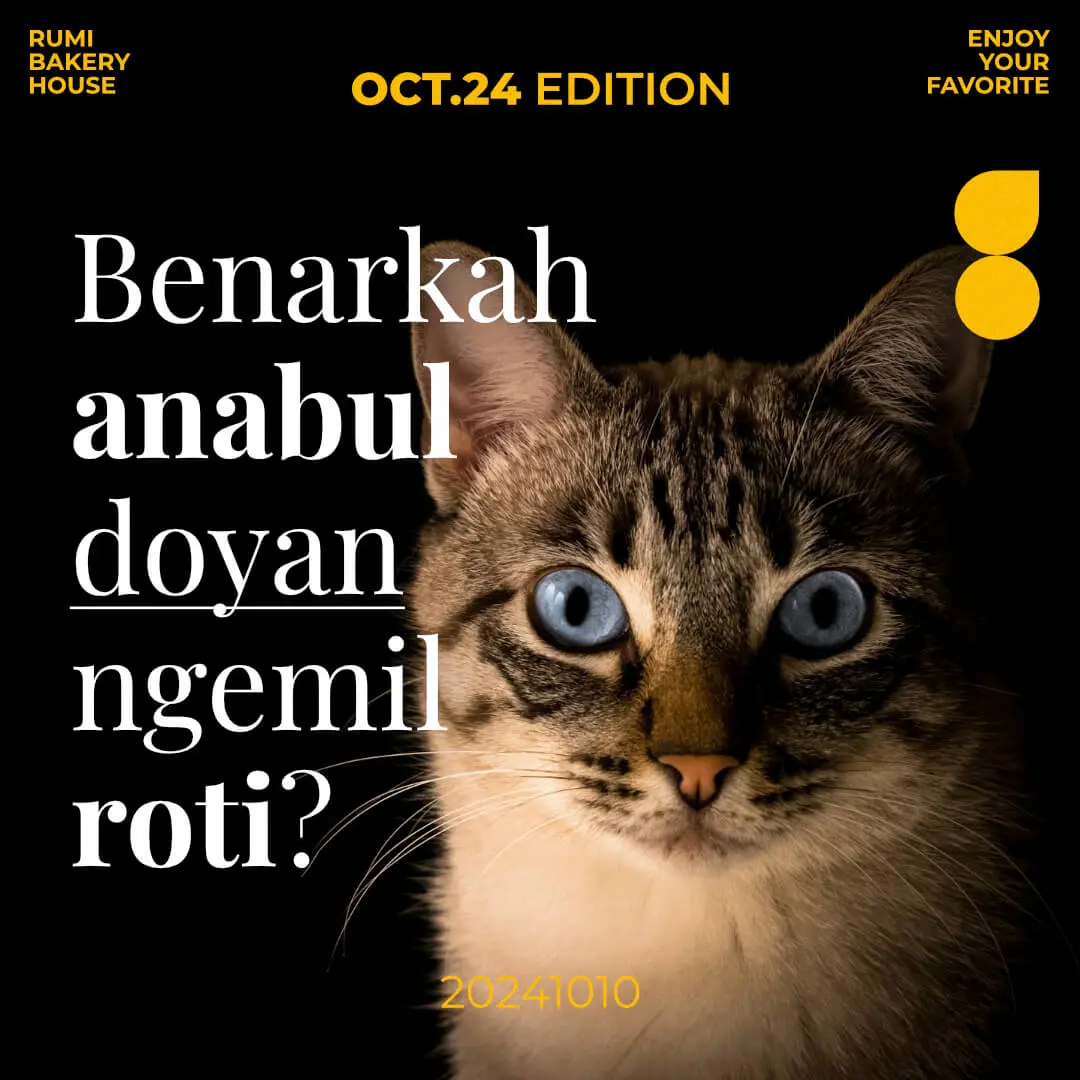 RUMI
BAKERY
HOUSE
OCT.24 EDITION
ENJOY
YOUR
FAVORITE
Benarkah
anabul
doyan
ngemil
roti?
20241010